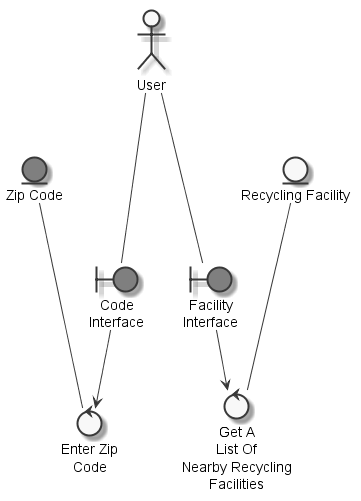 User
Zip Code
Recycling Facility
Code
Interface
Facility
Interface
Enter Zip
Code
Get A
List Of
Nearby Recycling
Facilities